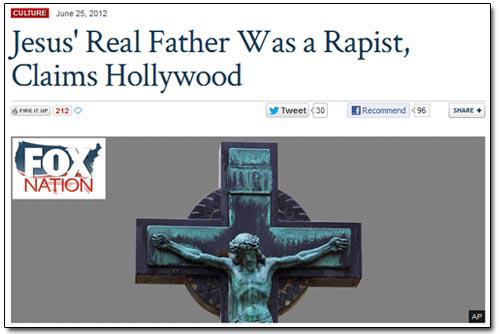 CULTURE June 25, 2012
Jesus' Real Father Was a Rapist,
Claims Hollywood
FIRE IT UP 212 Tweet 30 Recommend 96 SHARE +
FOX
NATION
INRI
AP